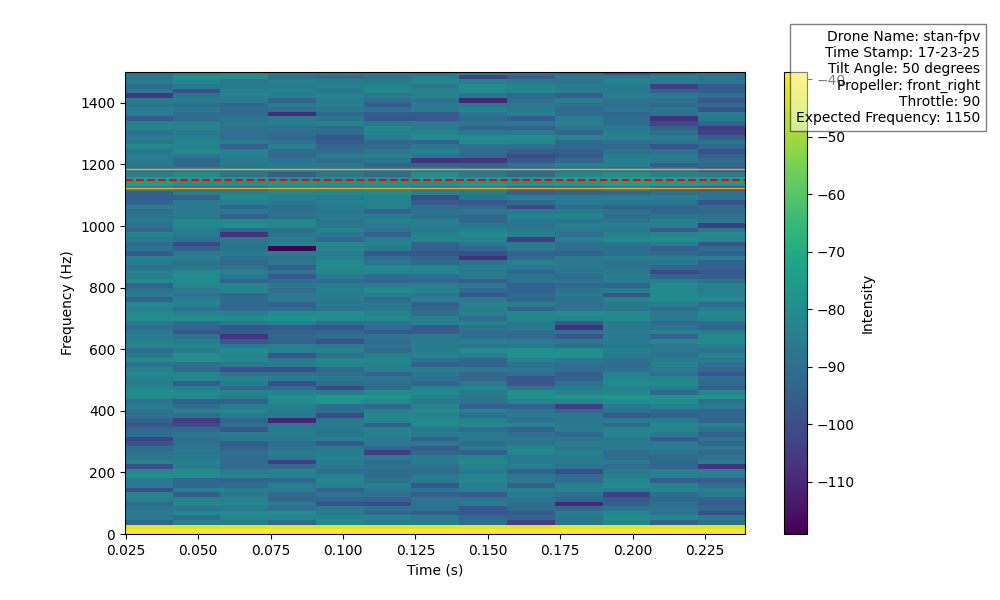 Drone Name: stan-fpv
Time Stamp: 17-23-25
Tilt Angle: 50 degrees
Propeller: front_right
Throttle: 90
Expected Frequency: 1150
1400
1200
1000
800
600
400
200
0
Frequency (Hz)
0.025 0.050 0.075 0.100 0.125 0.150 0.175 0.200 0.225
Time (s)
−40
−50
−60
−70
−80
−90
−100
−110
Intensity